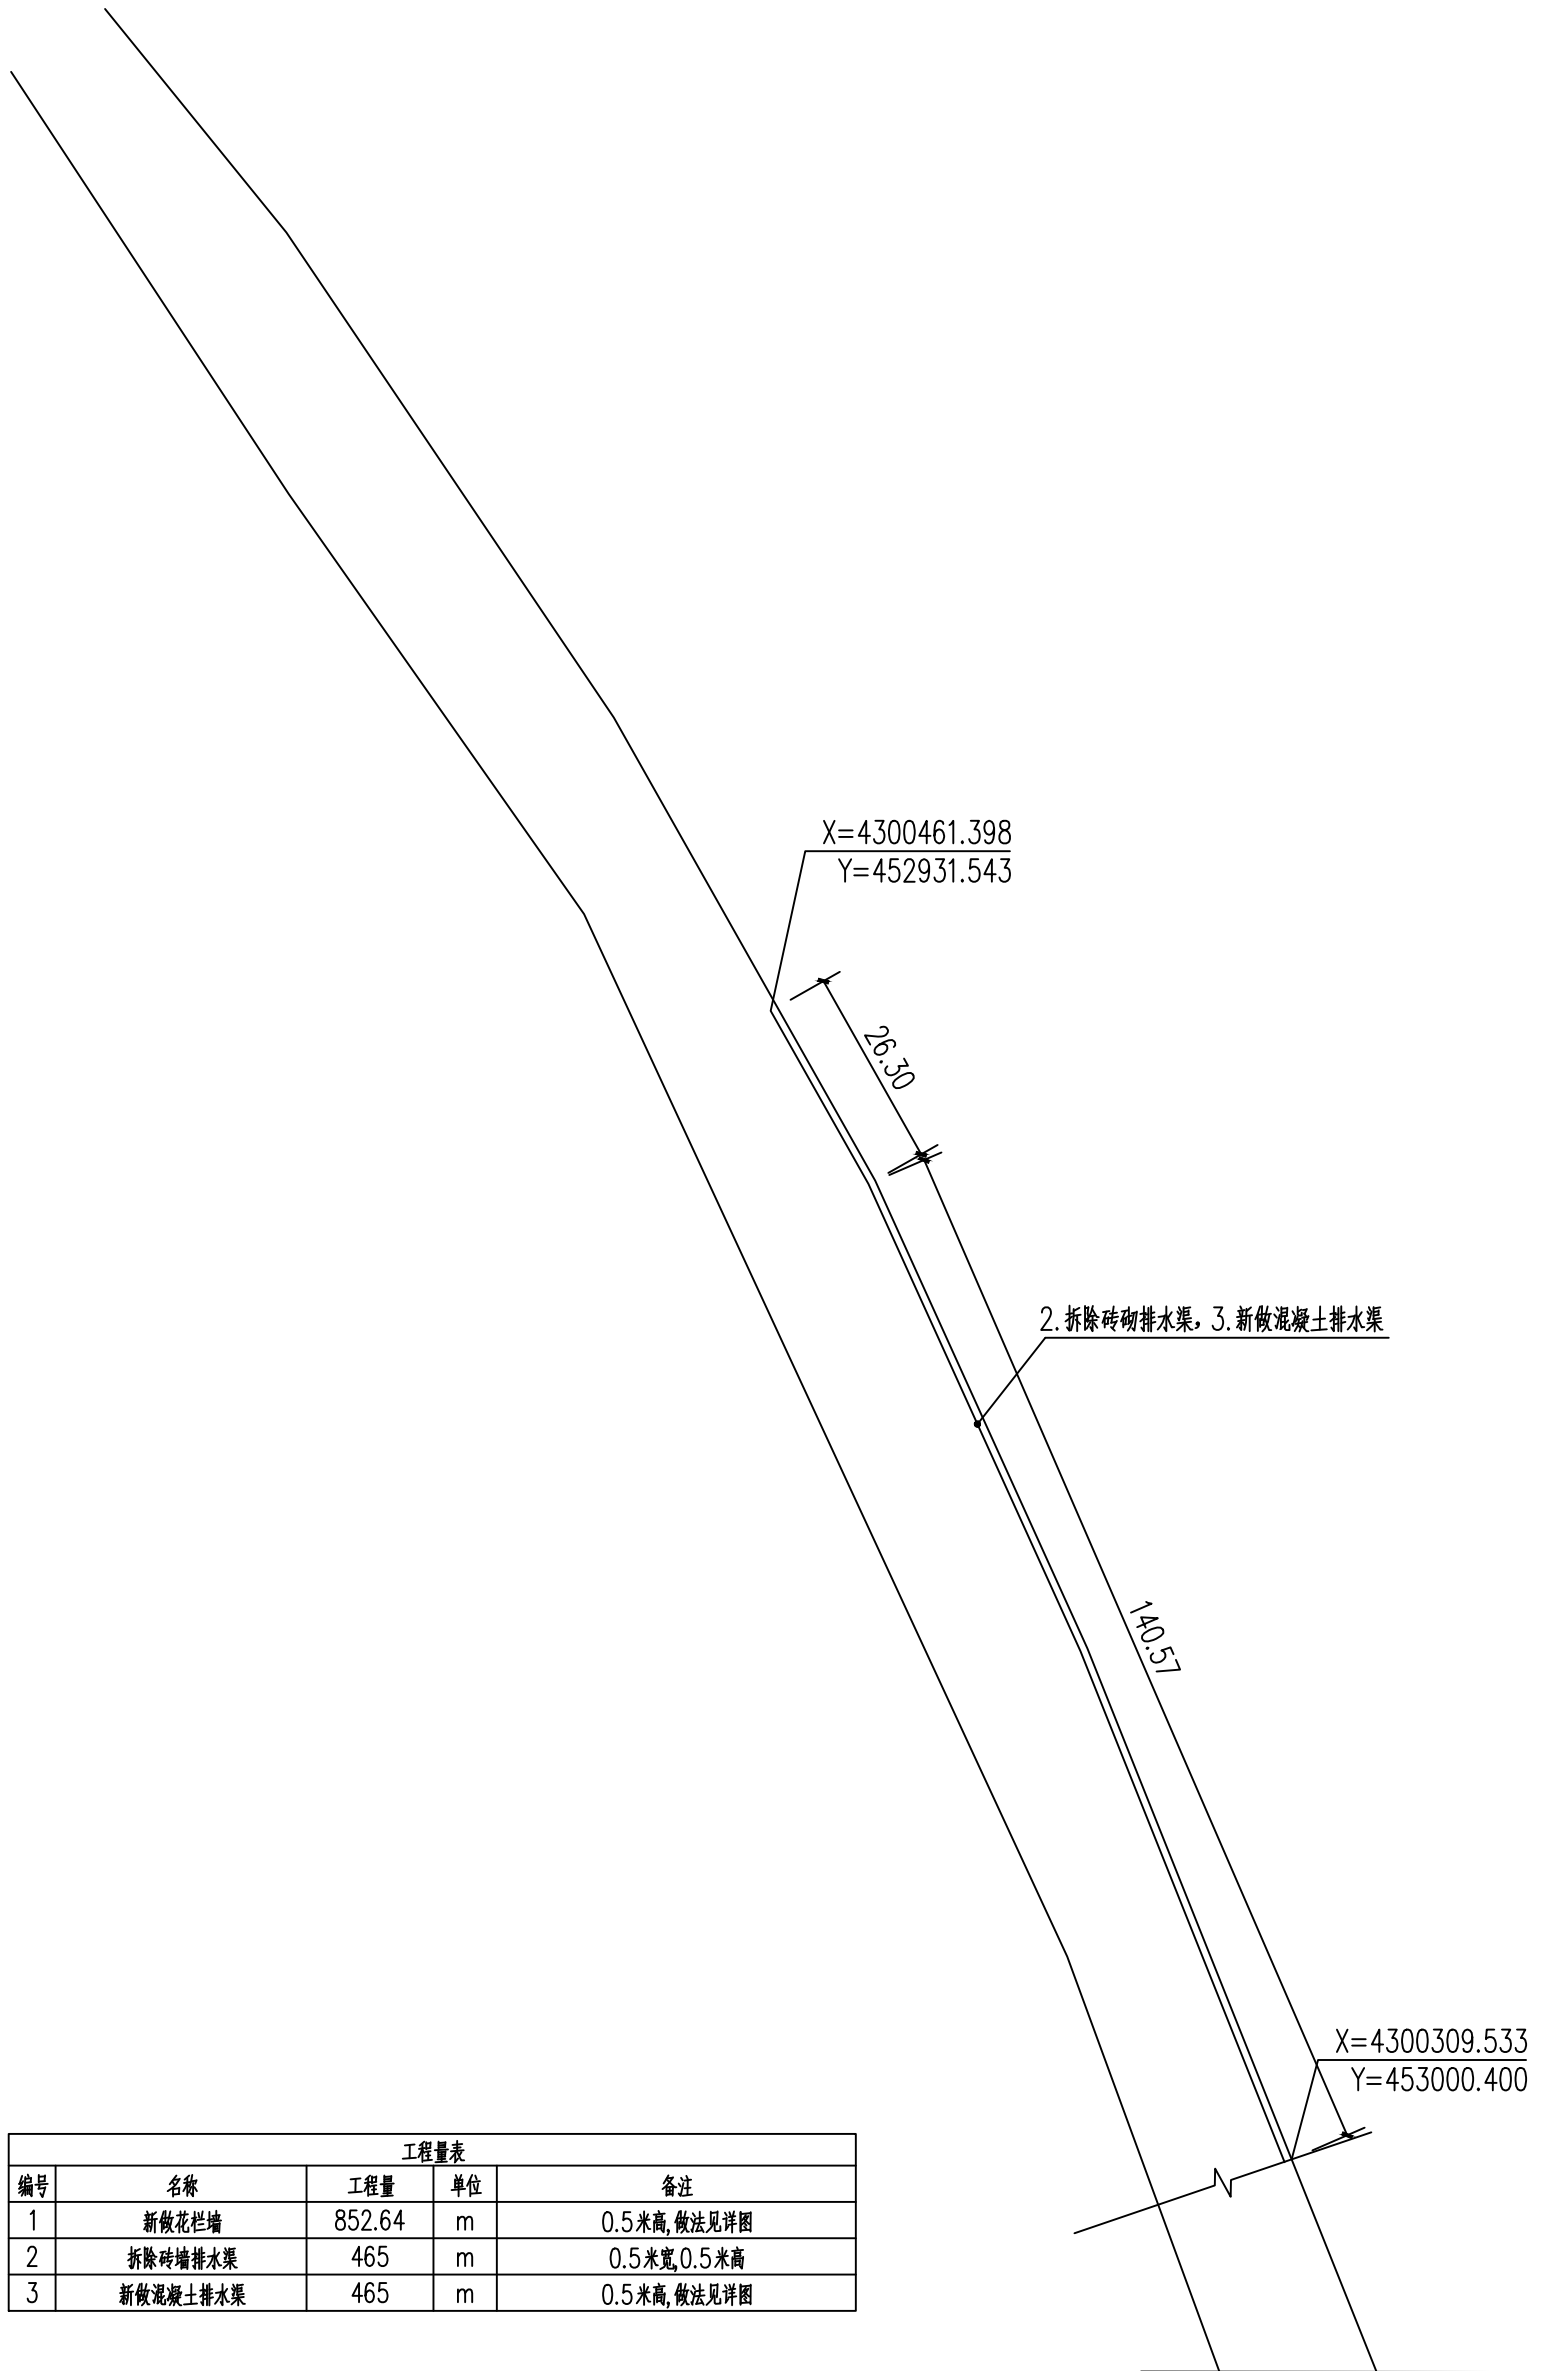 X=4300461.398
Y=452931.543
26.30
2.拆除砖砌排水渠，3.新做混凝土排水渠
140.57
X=4300309.533
Y=453000.400
工程量表
编号 名称 工程量 单位 备注
1 新做花栏墙 852.64 m 0.5米高,做法见详图
2 拆除砖墙排水渠 465 m 0.5米宽,0.5米高
3 新做混凝土排水渠 465 m 0.5米高,做法见详图